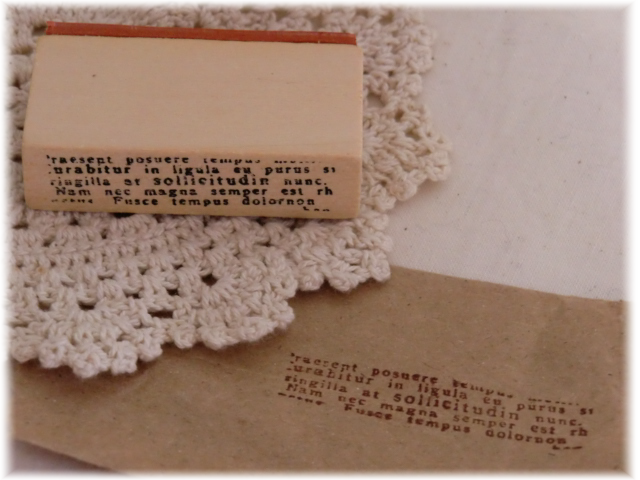 'raesent posuere tempus
urabitur in ligula eu purus si
ringilla at sollicitudin nunc.
Nam nec magna semper est rh
Fusce tempus dolornon
'raesent posuere tempus
urabitur in ligula eu purus si
ringilla at sollicitudin nunc.
Nam nec magna semper est rh
Fusce tempus dolornon